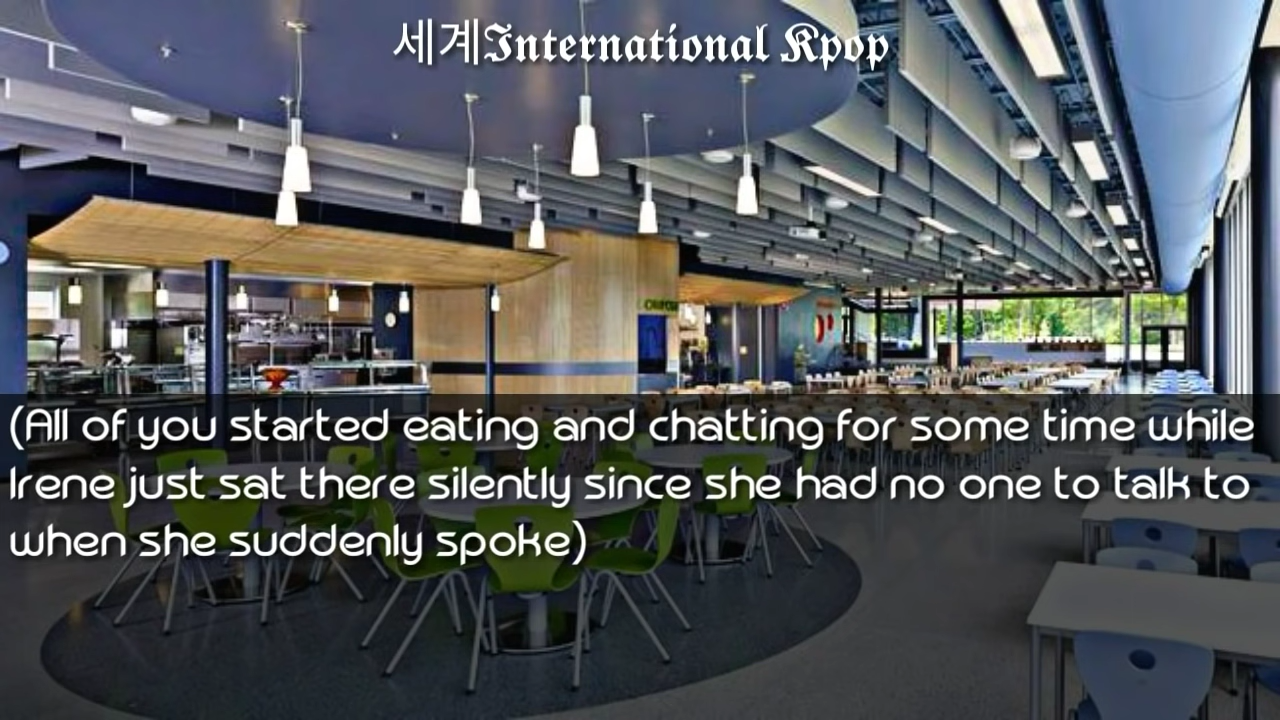 세계International Kpop
(All of you started eating and chatting for some time while
Irene just sat there silently since she had no one to talk to
when she suddenly spoke)